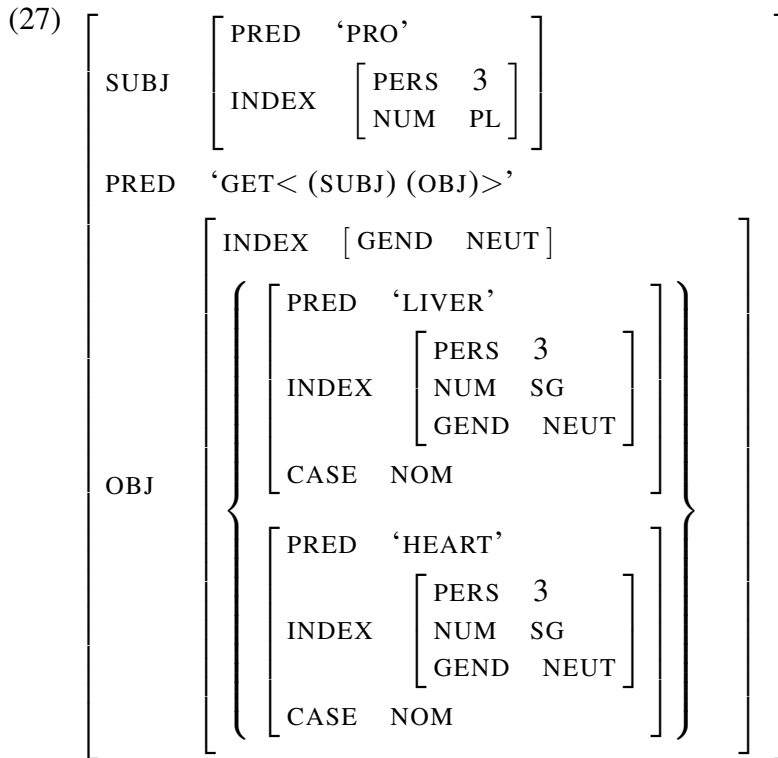 (27)
PRED ‘PRO’
SUBJ
INDEX
PERS 3
NUM PL
PRED ‘GET< (SUBJ) (OBJ)>’
INDEX [GEND NEUT]
PRED ‘LIVER’
PERS 3
INDEX NUM SG
GEND NEUT
CASE NOM
OBJ
PRED ‘HEART’
PERS 3
INDEX NUM SG
GEND NEUT
CASE NOM